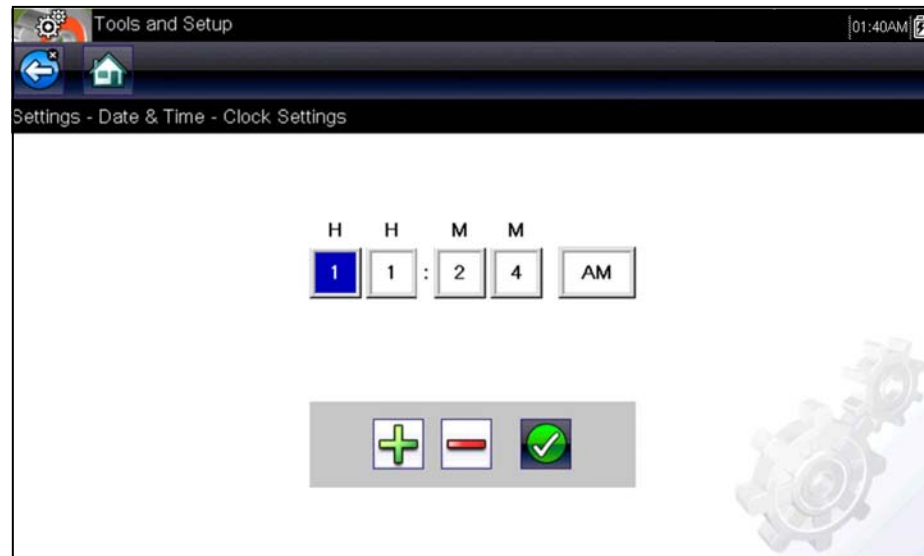 Tools and Setup 01:40AM
Settings - Date & Time - Clock Settings
H H M M
1 1 : 2 4 AM